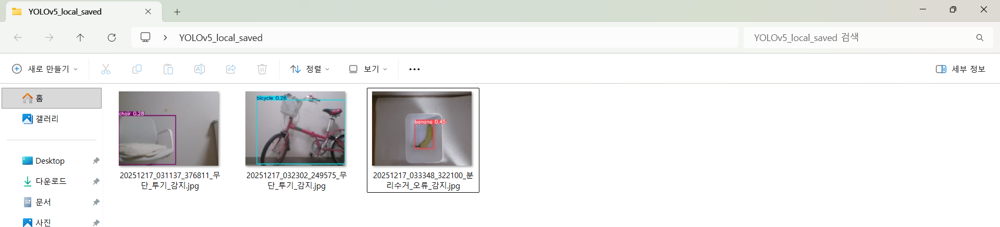 YOLOv5_local_saved
YOLOv5_local_saved
YOLOv5_local_saved 검색
새로 만들기
정렬
보기
세부 정보
홈
갤러리
Desktop
다운로드
문서
사진
chair 0.28
20251217_031137_376811_무
단_투기_감지.jpg
bicycle 0.26
20251217_032302_249575_무
단_투기_감지.jpg
banana 0.45
20251217_033348_322100_분
리수거_오류_감지.jpg